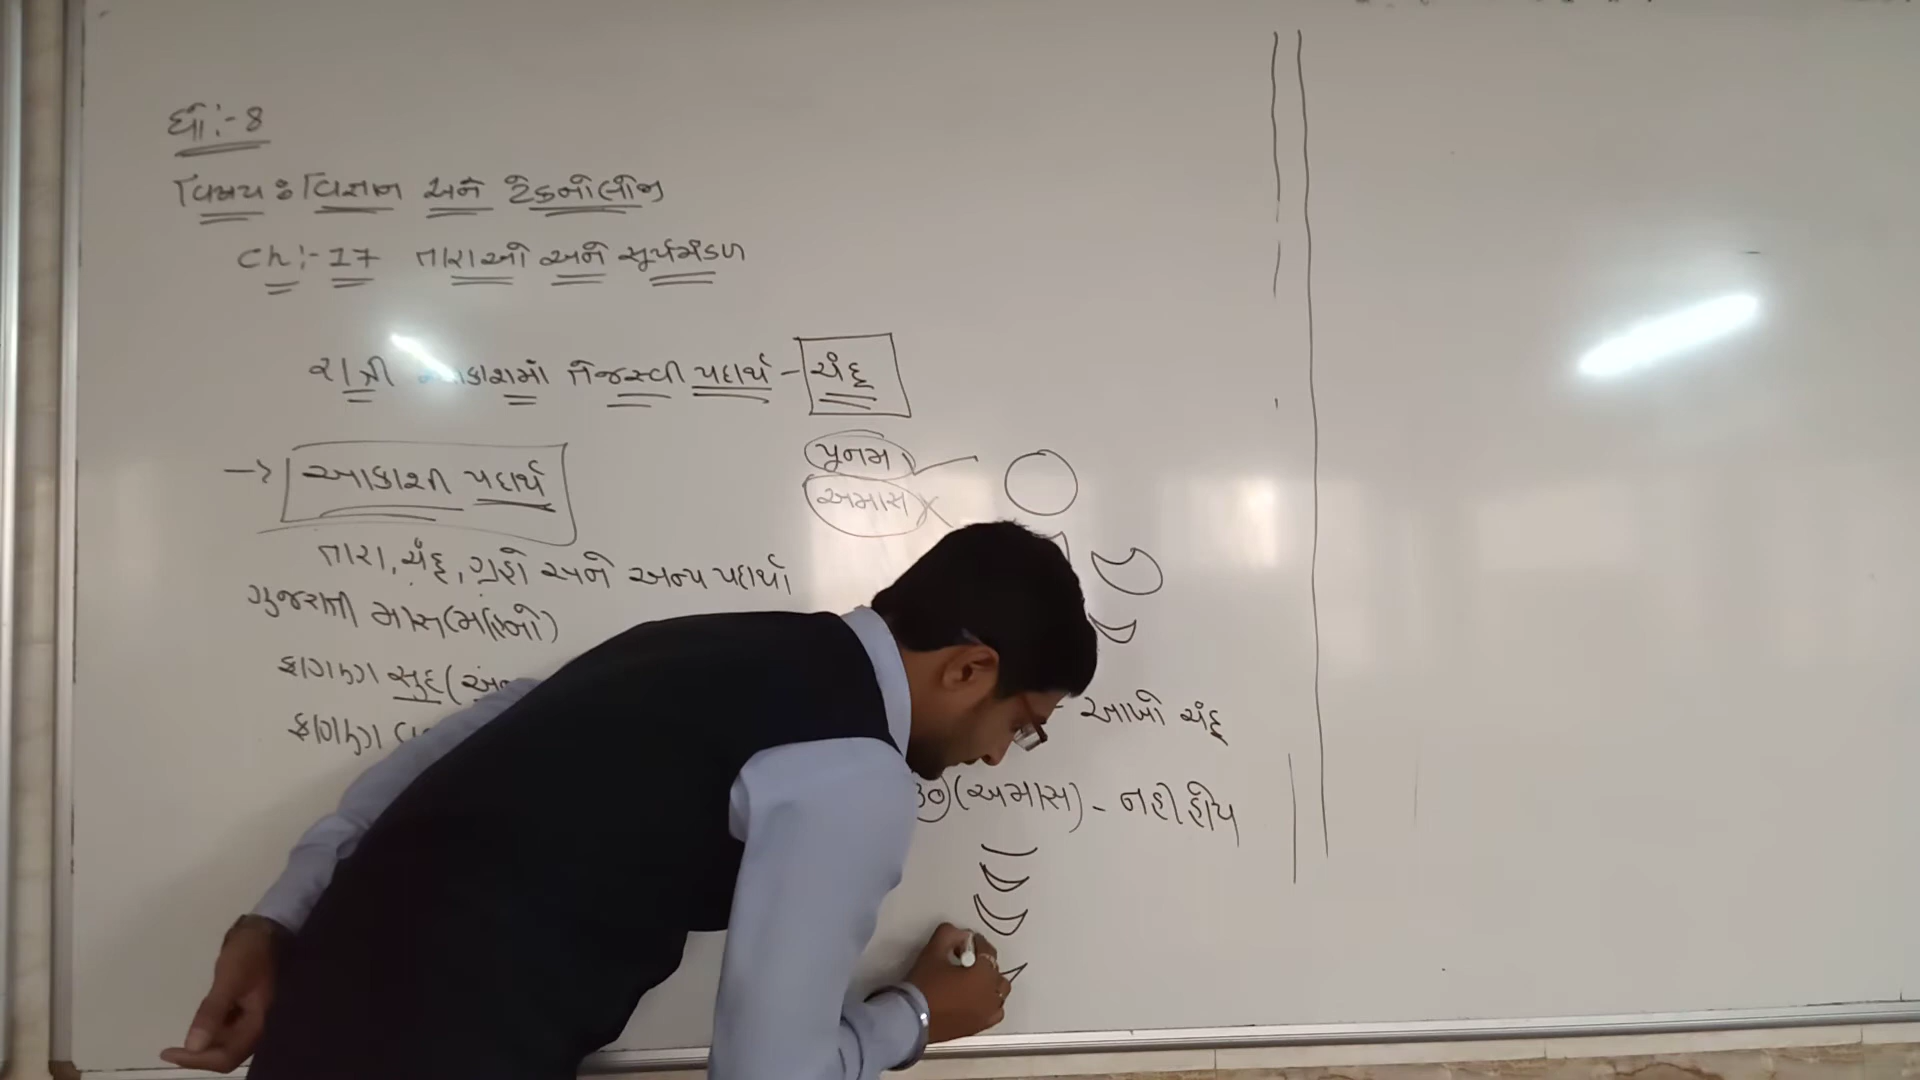 ધો:-8
વિષય : વિજ્ઞાન અને ટેકનોલોજી
Ch:-17 તારાઓ અને સૂર્યમંડળ
રાત્રી આકાશમાં તેજસ્વી પદાર્થ - ચંદ્ર
પૂનમ
→ આકાશી પદાર્થ
અમાસ
તારા, ચંદ્ર, ગ્રહો અને અન્ય પદાર્થો
ગુજરાતી માસ(મહિનો)
ફાગણ સુદ (
ફાગણ
- આખો ચંદ્ર
30 (અમાસ) - નહી હોય